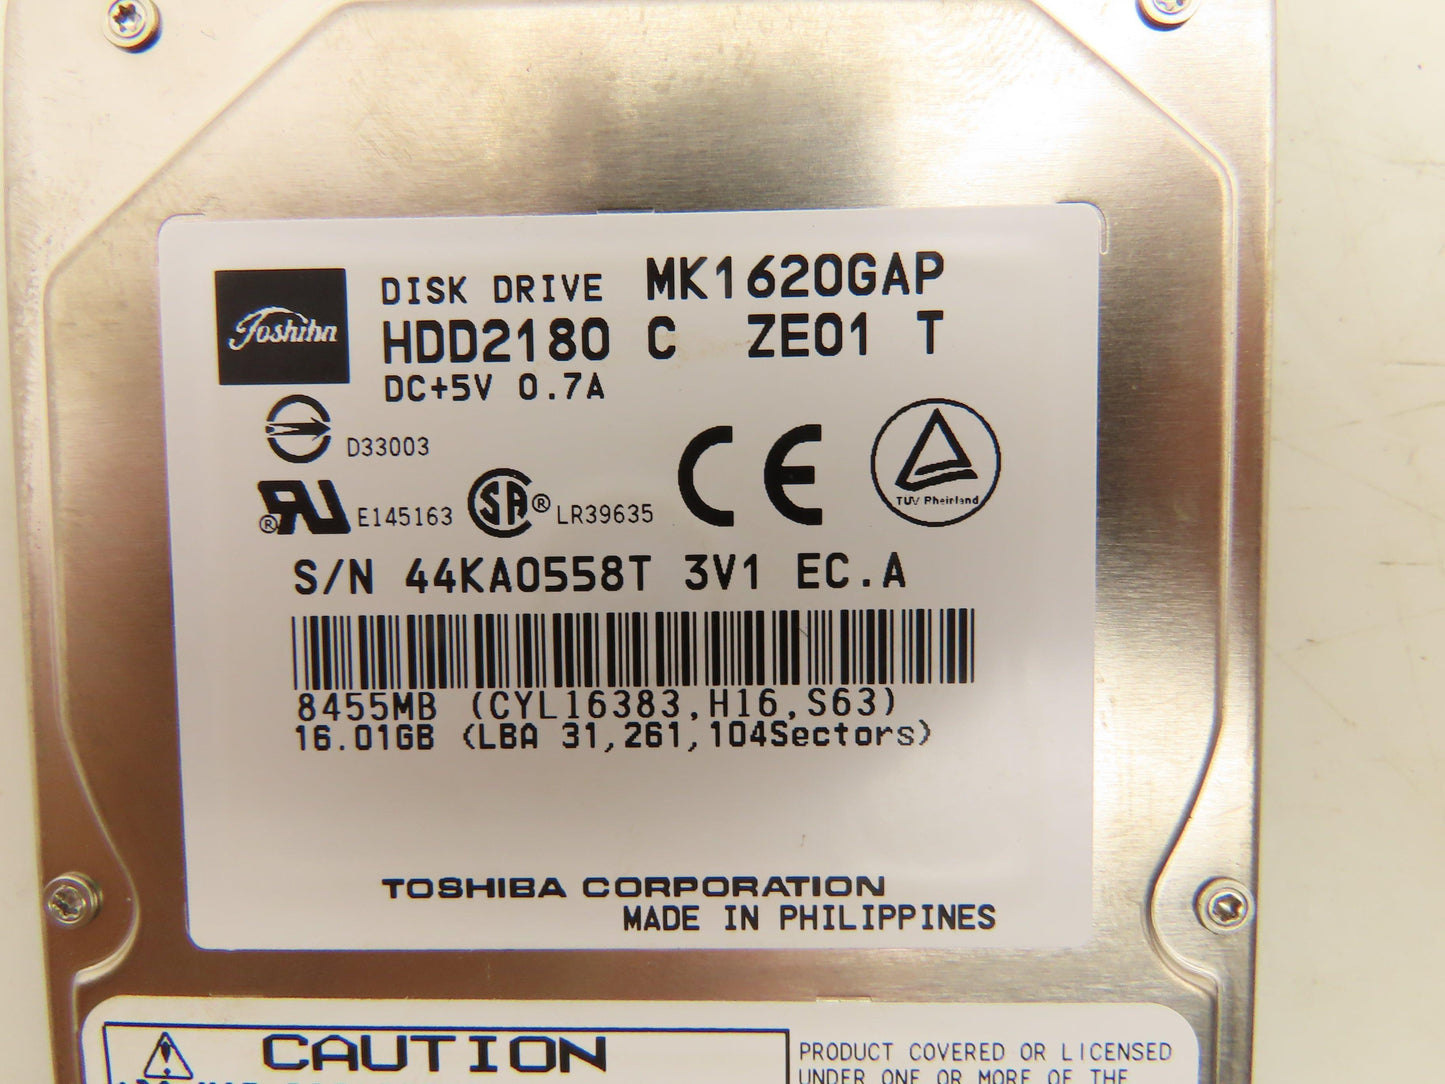 Toshiba
DISK DRIVE MK1620GAP
HDD2180 C ZE01 T
DC+5V 0.7A
D33003
TUV Rheinland
E145163 SA® LR39635 CE
S/N 44KA0558T 3V1 EC.A
8455MB (CYL16383,H16,S63)
16.01GB (LBA 31,261,104Sectors)
TOSHIBA CORPORATION
MADE IN PHILIPPINES
CAUTION
PRODUCT COVERED OR LICENSED
UNDER ONE OR MORE OF THE